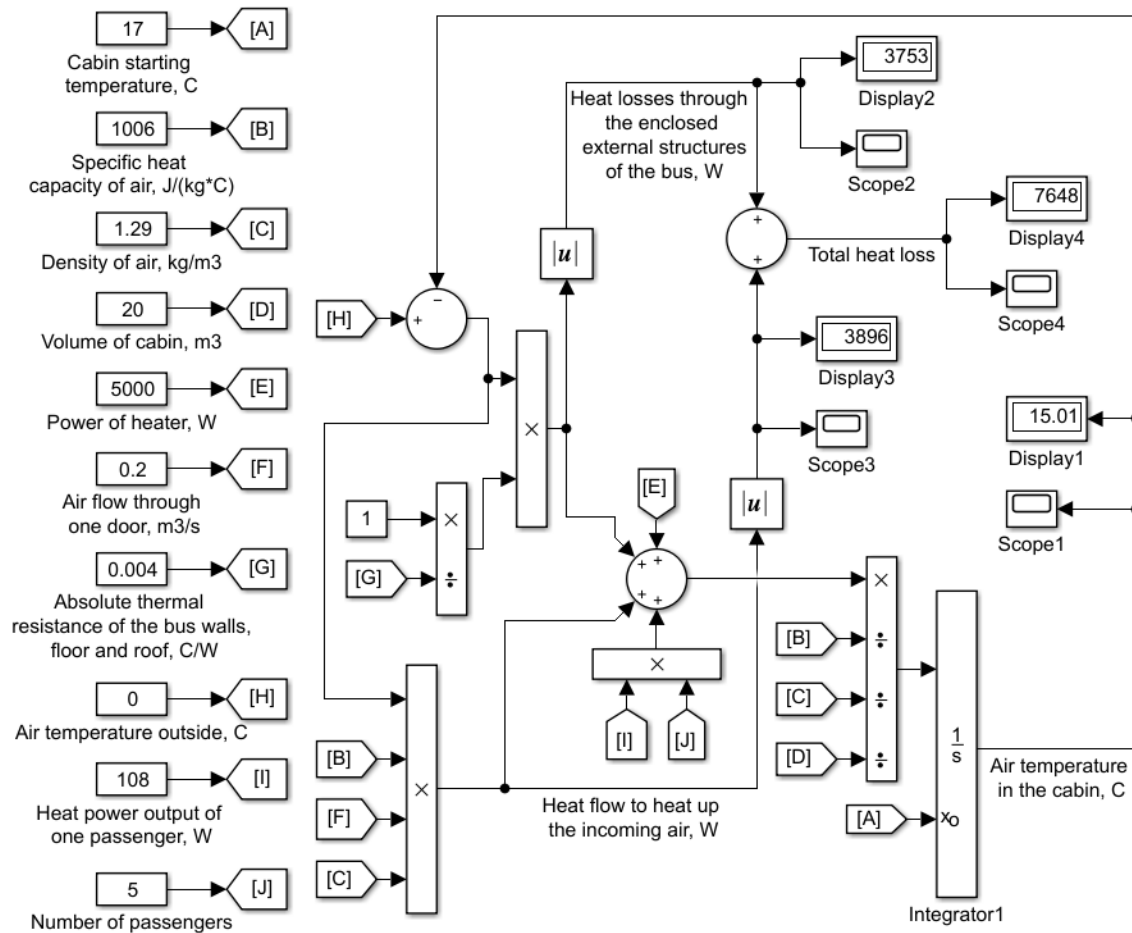 17
[A]
Cabin starting
temperature, C
1006
[B]
Specific heat
capacity of air, J/(kg*C)
1.29
[C]
Density of air, kg/m3
20
[D]
Volume of cabin, m3
5000
[E]
Power of heater, W
0.2
[F]
Air flow through
one door, m3/s
0.004
[G]
Absolute thermal
resistance of the bus walls,
floor and roof, C/W
0
[H]
Air temperature outside, C
108
[I]
Heat power output of
one passenger, W
5
[J]
Number of passengers
[H]
+
−
1
[G]
×
÷
×
|u|
Heat losses through
the enclosed
external structures
of the bus, W
3753
Display2
Scope2
+
+
Total heat loss
7648
Display4
Scope4
3896
Display3
Scope3
|u|
15.01
Display1
Scope1
[E]
+ +
+ +
×
[I]
[J]
[B]
[F]
[C]
×
Heat flow to heat up
the incoming air, W
×
[B]
÷
[C]
÷
[D]
÷
[A]
1
s
xo
Integrator1
Air temperature
in the cabin, C